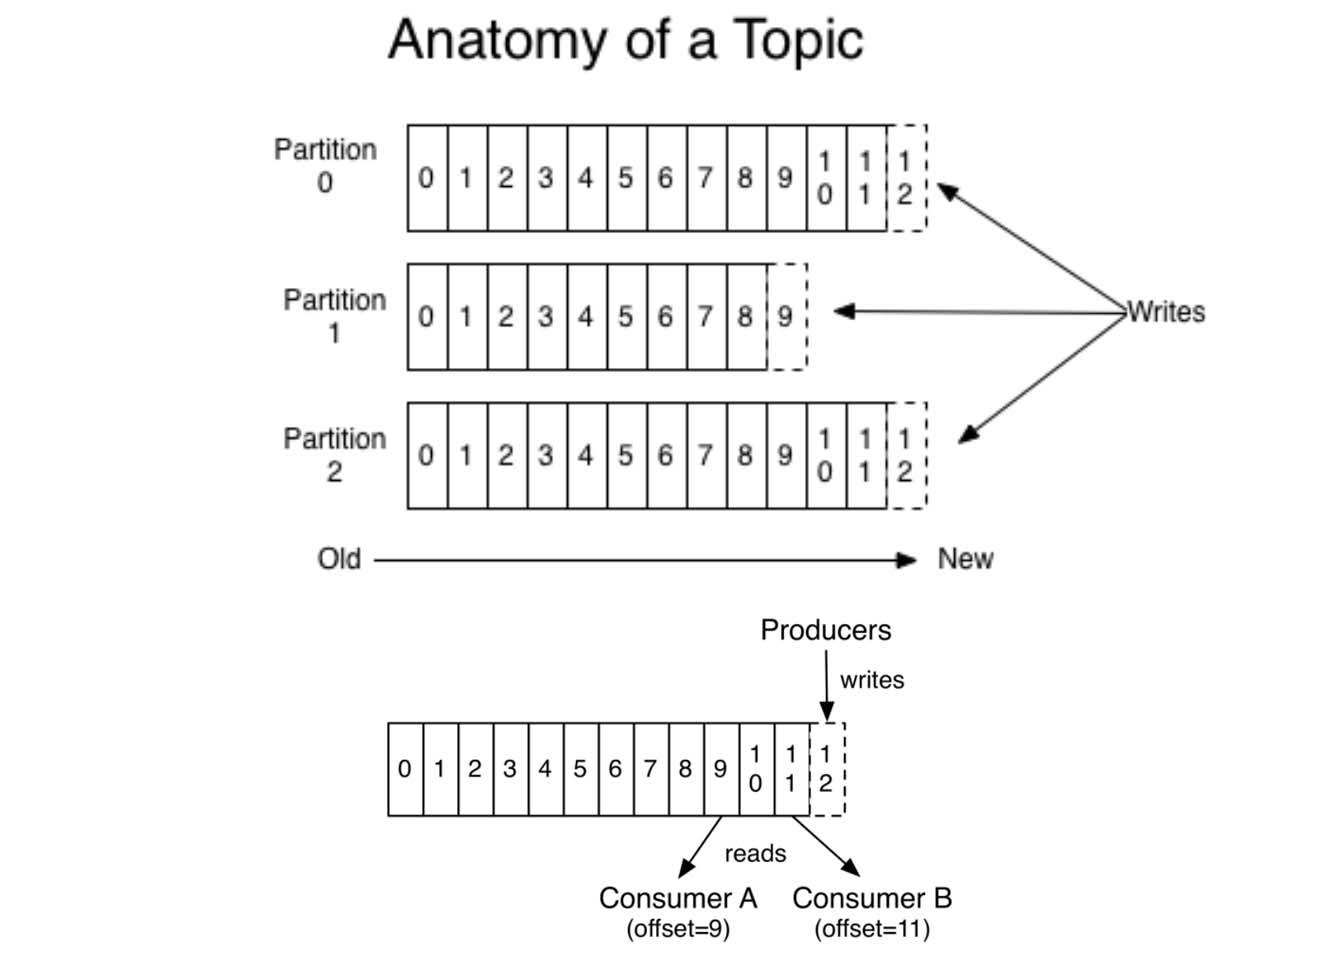 Anatomy of a Topic
Partition
0
0 1 2 3 4 5 6 7 8 9 10 11 12
Partition
1
0 1 2 3 4 5 6 7 8 9
Writes
Partition
2
0 1 2 3 4 5 6 7 8 9 10 11 12
Old
New
Producers
writes
0 1 2 3 4 5 6 7 8 9 10 11 12
reads
Consumer A
(offset=9)
Consumer B
(offset=11)